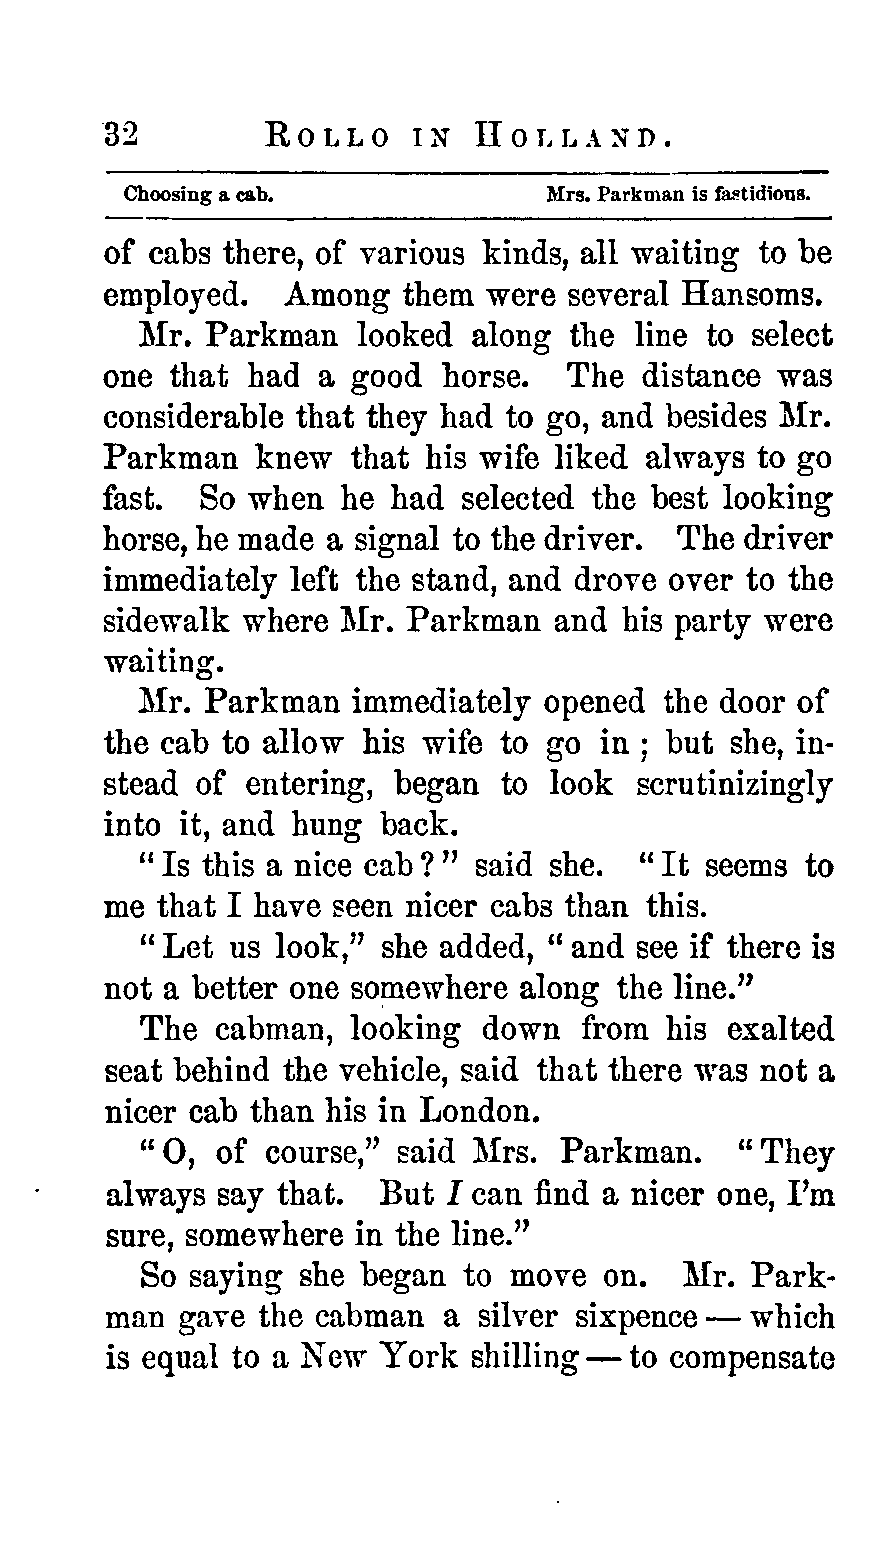 32 ROLLO IN HOLLAND.
Choosing a cab. Mrs. Parkman is fastidious.
of cabs there, of various kinds, all waiting to be
employed. Among them were several Hansoms.
Mr. Parkman looked along the line to select
one that had a good horse. The distance was
considerable that they had to go, and besides Mr.
Parkman knew that his wife liked always to go
fast. So when he had selected the best looking
horse, he made a signal to the driver. The driver
immediately left the stand, and drove over to the
sidewalk where Mr. Parkman and his party were
waiting.
Mr. Parkman immediately opened the door of
the cab to allow his wife to go in ; but she, in-
stead of entering, began to look scrutinizingly
into it, and hung back.
“ Is this a nice cab ? ” said she. “ It seems to
me that I have seen nicer cabs than this.
“ Let us look,” she added, “ and see if there is
not a better one somewhere along the line.”
The cabman, looking down from his exalted
seat behind the vehicle, said that there was not a
nicer cab than his in London.
“ O, of course,” said Mrs. Parkman. “ They
always say that. But I can find a nicer one, I’m
sure, somewhere in the line.”
So saying she began to move on. Mr. Park-
man gave the cabman a silver sixpence — which
is equal to a New York shilling — to compensate